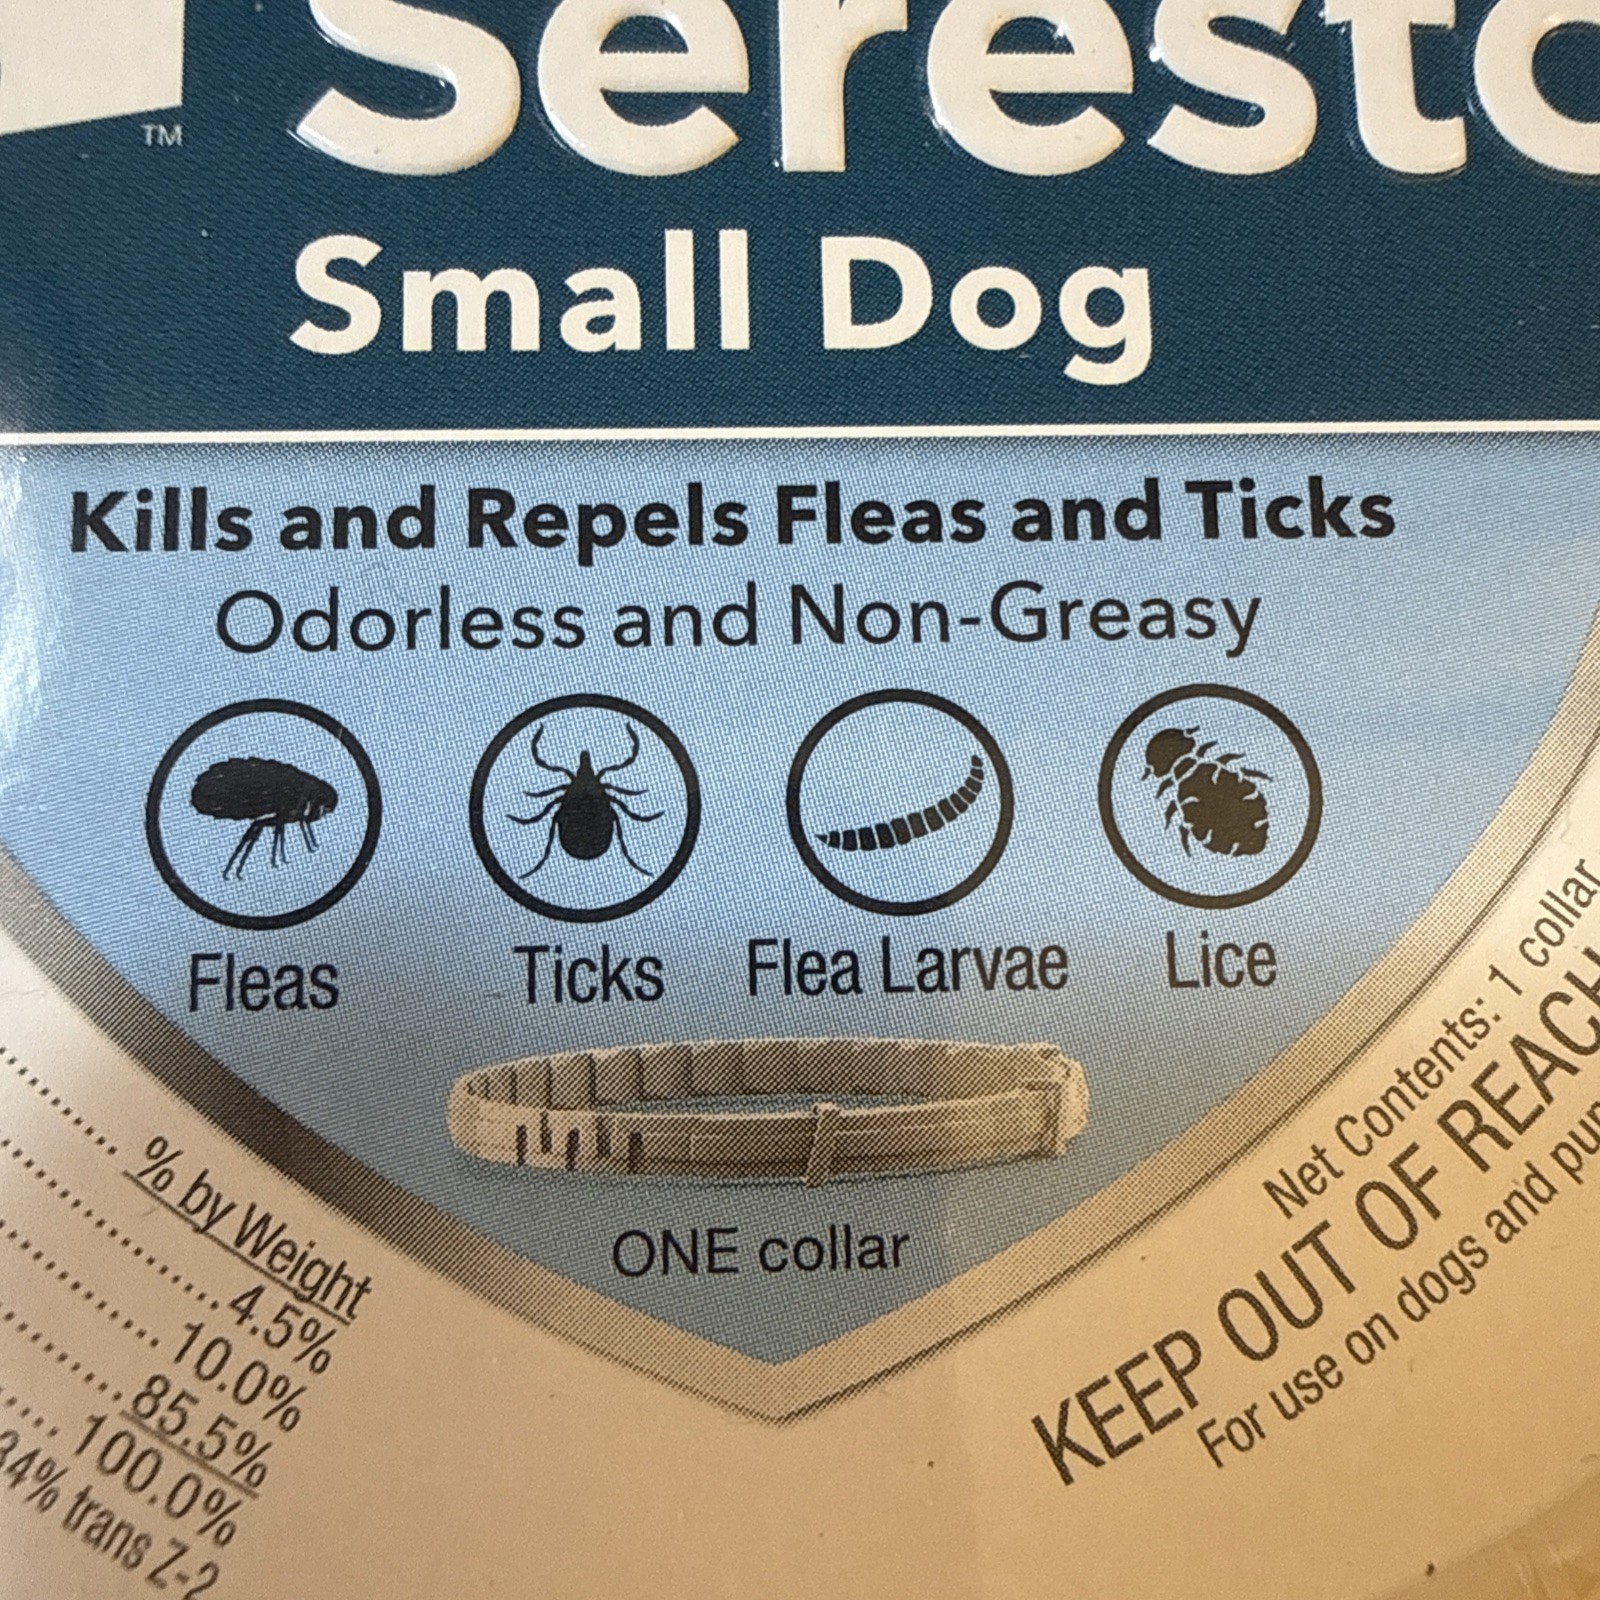 Seresto
TM
Small Dog
Kills and Repels Fleas and Ticks
Odorless and Non-Greasy
Fleas
Ticks
Flea Larvae
Lice
ONE collar
% by Weight
4.5%
10.0%
85.5%
100.0%
34% trans Z-2
Net Contents: 1 collar
KEEP OUT OF REACH
For use on dogs and